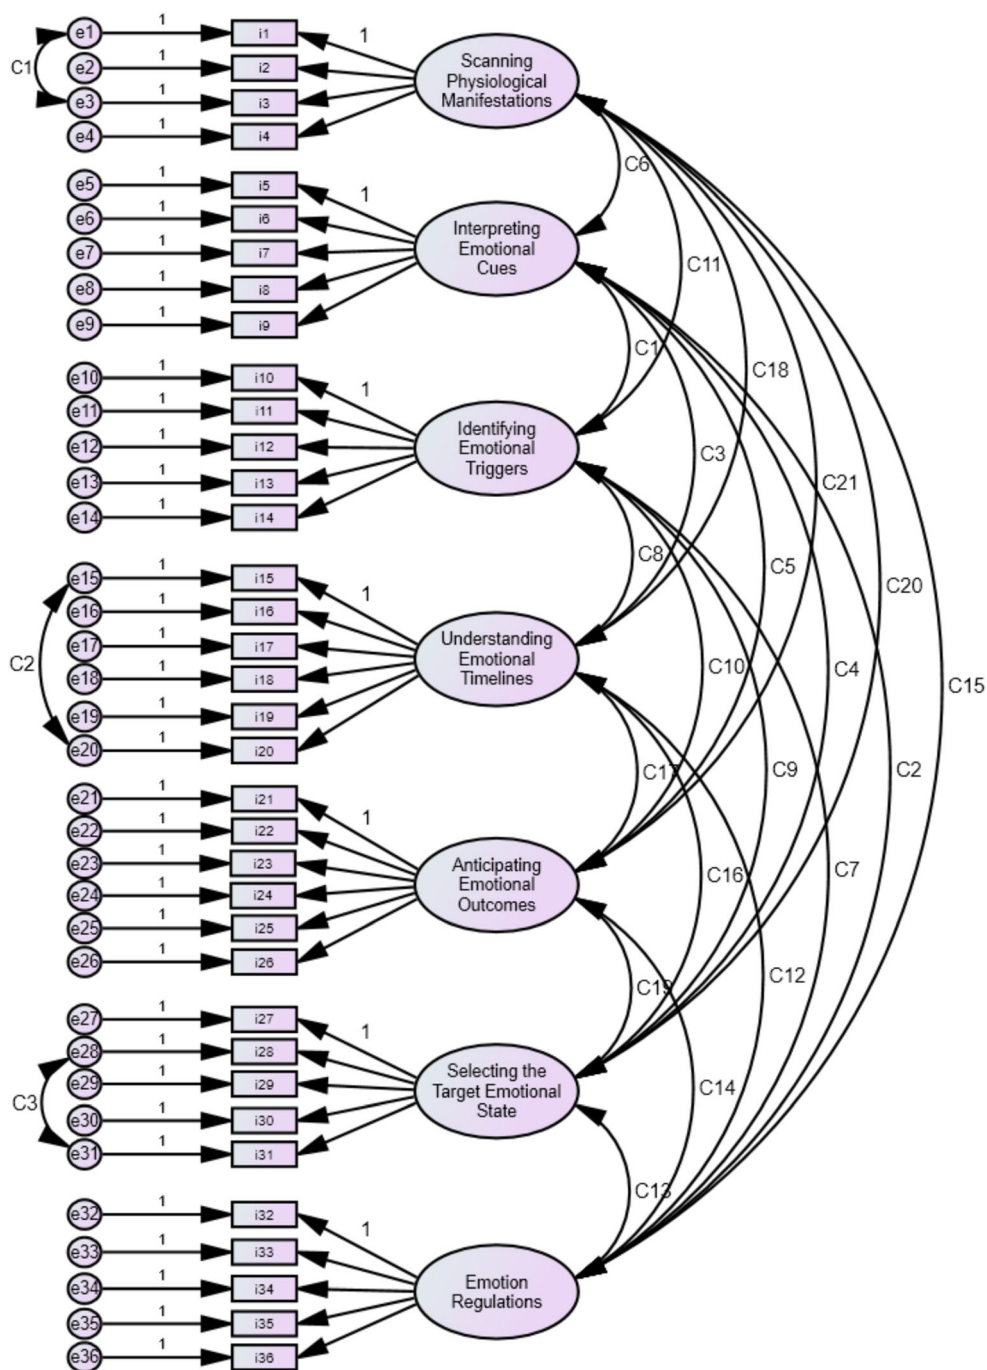 1
e1
i1
1
C1
e2
1
i2
e3
1
i3
e4
1
i4
Scanning
Physiological
Manifestations
1
e5
1
i5
e6
1
i6
e7
1
i7
e8
1
i8
e9
1
i9
1
Interpreting
Emotional
Cues
e10
1
i10
e11
1
i11
e12
1
i12
e13
1
i13
e14
1
i14
1
Identifying
Emotional
Triggers
e15
1
i15
e16
1
i16
e17
1
i17
C2
e18
1
i18
e19
1
i19
e20
1
i20
1
Understanding
Emotional
Timelines
e21
1
i21
e22
1
i22
e23
1
i23
e24
1
i24
e25
1
i25
e26
1
i26
1
Anticipating
Emotional
Outcomes
e27
1
i27
e28
1
i28
e29
1
i29
C3
e30
1
i30
e31
1
i31
1
Selecting the
Target Emotional
State
e32
1
i32
e33
1
i33
e34
1
i34
e35
1
i35
e36
1
i36
1
Emotion
Regulations
C6
C11
C1
C18
C3
C21
C8
C5
C20
C10
C4
C15
C17
C9
C2
C16
C7
C19
C12
C14
C13